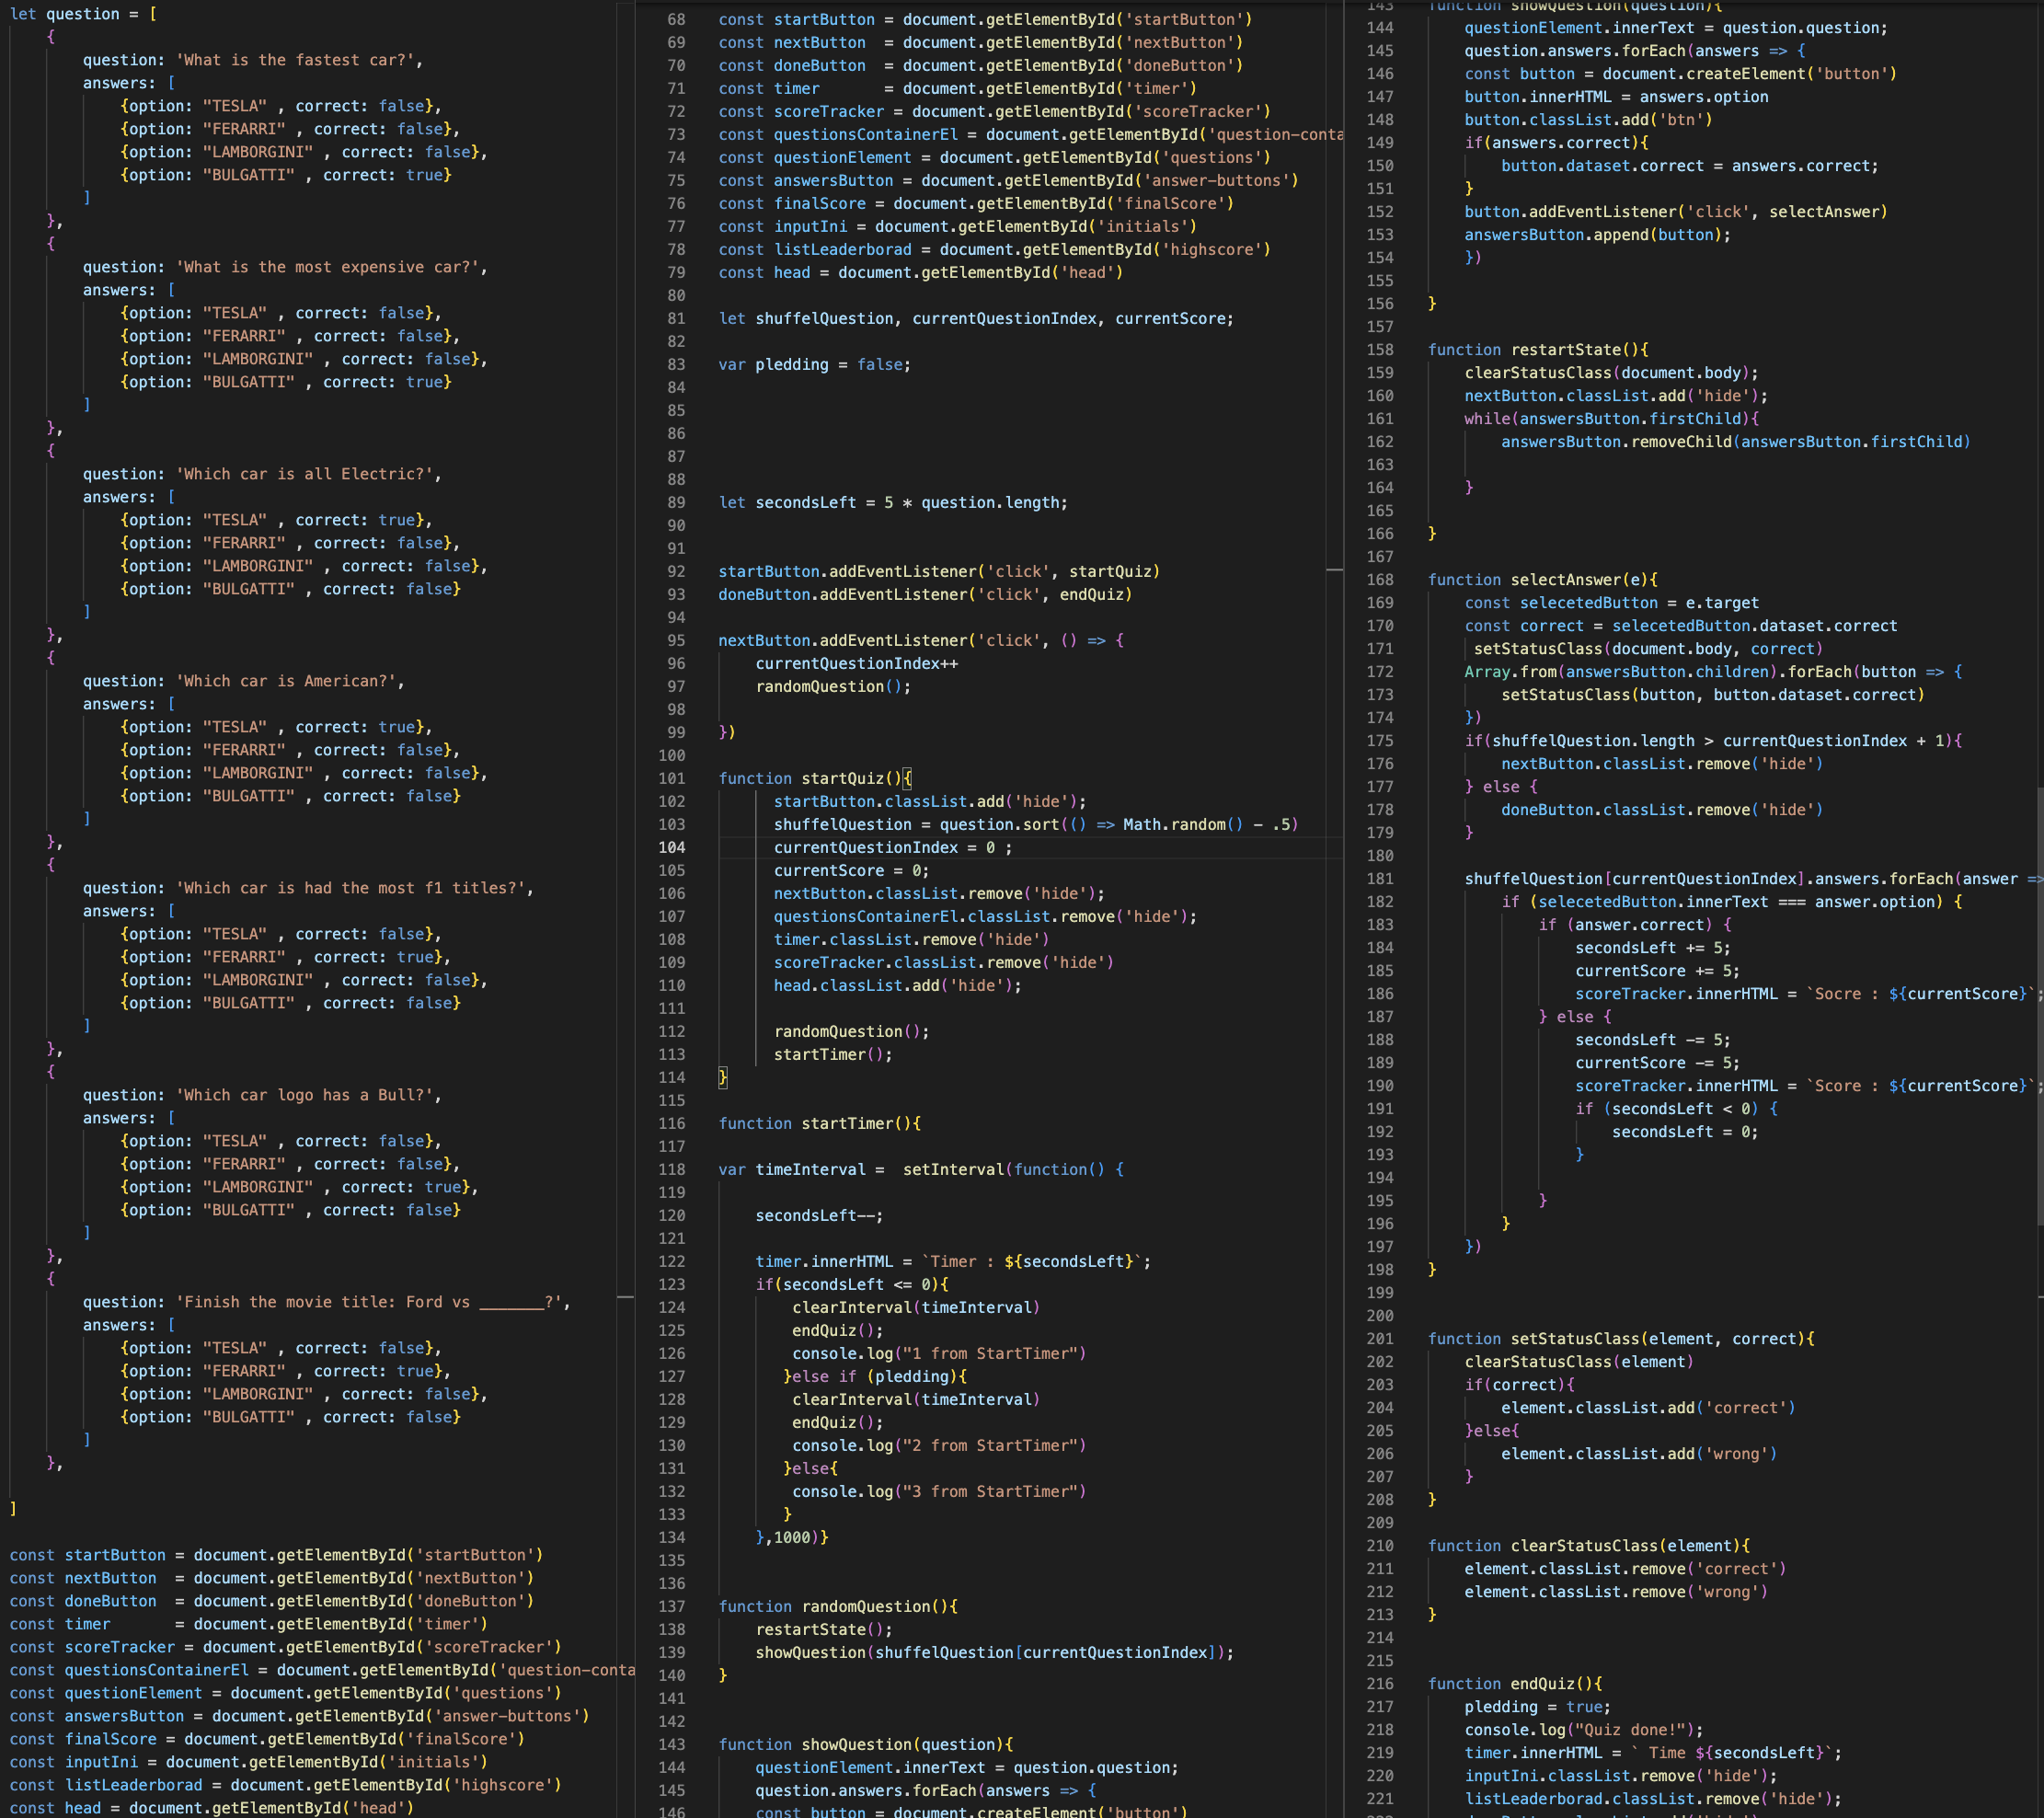 let question = [
    {
        question: 'What is the fastest car?',
        answers: [
            {option: "TESLA" , correct: false},
            {option: "FERARRI" , correct: false},
            {option: "LAMBORGINI" , correct: false},
            {option: "BULGATTI" , correct: true}
        ]
    },
    {
        question: 'What is the most expensive car?',
        answers: [
            {option: "TESLA" , correct: false},
            {option: "FERARRI" , correct: false},
            {option: "LAMBORGINI" , correct: false},
            {option: "BULGATTI" , correct: true}
        ]
    },
    {
        question: 'Which car is all Electric?',
        answers: [
            {option: "TESLA" , correct: true},
            {option: "FERARRI" , correct: false},
            {option: "LAMBORGINI" , correct: false},
            {option: "BULGATTI" , correct: false}
        ]
    },
    {
        question: 'Which car is American?',
        answers: [
            {option: "TESLA" , correct: true},
            {option: "FERARRI" , correct: false},
            {option: "LAMBORGINI" , correct: false},
            {option: "BULGATTI" , correct: false}
        ]
    },
    {
        question: 'Which car is had the most f1 titles?',
        answers: [
            {option: "TESLA" , correct: false},
            {option: "FERARRI" , correct: true},
            {option: "LAMBORGINI" , correct: false},
            {option: "BULGATTI" , correct: false}
        ]
    },
    {
        question: 'Which car logo has a Bull?',
        answers: [
            {option: "TESLA" , correct: false},
            {option: "FERARRI" , correct: false},
            {option: "LAMBORGINI" , correct: true},
            {option: "BULGATTI" , correct: false}
        ]
    },
    {
        question: 'Finish the movie title: Ford vs _______?',
        answers: [
            {option: "TESLA" , correct: false},
            {option: "FERARRI" , correct: true},
            {option: "LAMBORGINI" , correct: false},
            {option: "BULGATTI" , correct: false}
        ]
    },
]
const startButton = document.getElementById('startButton')
const nextButton  = document.getElementById('nextButton')
const doneButton  = document.getElementById('doneButton')
const timer       = document.getElementById('timer')
const scoreTracker = document.getElementById('scoreTracker')
const questionsContainerEl = document.getElementById('question-conta
const questionElement = document.getElementById('questions')
const answersButton = document.getElementById('answer-buttons')
const finalScore = document.getElementById('finalScore')
const inputIni = document.getElementById('initials')
const listLeaderborad = document.getElementById('highscore')
const head = document.getElementById('head')
68 const startButton = document.getElementById('startButton')
69 const nextButton  = document.getElementById('nextButton')
70 const doneButton  = document.getElementById('doneButton')
71 const timer       = document.getElementById('timer')
72 const scoreTracker = document.getElementById('scoreTracker')
73 const questionsContainerEl = document.getElementById('question-conta
74 const questionElement = document.getElementById('questions')
75 const answersButton = document.getElementById('answer-buttons')
76 const finalScore = document.getElementById('finalScore')
77 const inputIni = document.getElementById('initials')
78 const listLeaderborad = document.getElementById('highscore')
79 const head = document.getElementById('head')
80
81 let shuffelQuestion, currentQuestionIndex, currentScore;
82
83 var pledding = false;
84
85
86
87
88
89 let secondsLeft = 5 * question.length;
90
91
92 startButton.addEventListener('click', startQuiz)
93 doneButton.addEventListener('click', endQuiz)
94
95 nextButton.addEventListener('click', () => {
96     currentQuestionIndex++
97     randomQuestion();
98
99 })
100
101 function startQuiz(){
102       startButton.classList.add('hide');
103       shuffelQuestion = question.sort(() => Math.random() - .5)
104       currentQuestionIndex = 0 ;
105       currentScore = 0;
106       nextButton.classList.remove('hide');
107       questionsContainerEl.classList.remove('hide');
108       timer.classList.remove('hide')
109       scoreTracker.classList.remove('hide')
110       head.classList.add('hide');
111
112       randomQuestion();
113       startTimer();
114 }
115
116 function startTimer(){
117
118 var timeInterval =  setInterval(function() {
119
120     secondsLeft--;
121
122     timer.innerHTML = `Timer : ${secondsLeft}`;
123     if(secondsLeft <= 0){
124         clearInterval(timeInterval)
125         endQuiz();
126         console.log("1 from StartTimer")
127        }else if (pledding){
128         clearInterval(timeInterval)
129         endQuiz();
130         console.log("2 from StartTimer")
131        }else{
132         console.log("3 from StartTimer")
133        }
134     },1000)}
135
136
137 function randomQuestion(){
138     restartState();
139     showQuestion(shuffelQuestion[currentQuestionIndex]);
140 }
141
142
143 function showQuestion(question){
144     questionElement.innerText = question.question;
145     question.answers.forEach(answers => {
146     const button = document.createElement('button')
143 function showQuestion(question){
144     questionElement.innerText = question.question;
145     question.answers.forEach(answers => {
146     const button = document.createElement('button')
147     button.innerHTML = answers.option
148     button.classList.add('btn')
149     if(answers.correct){
150         button.dataset.correct = answers.correct;
151     }
152     button.addEventListener('click', selectAnswer)
153     answersButton.append(button);
154     })
155
156 }
157
158 function restartState(){
159     clearStatusClass(document.body);
160     nextButton.classList.add('hide');
161     while(answersButton.firstChild){
162         answersButton.removeChild(answersButton.firstChild)
163
164     }
165
166 }
167
168 function selectAnswer(e){
169     const selecetedButton = e.target
170     const correct = selecetedButton.dataset.correct
171      setStatusClass(document.body, correct)
172     Array.from(answersButton.children).forEach(button => {
173         setStatusClass(button, button.dataset.correct)
174     })
175     if(shuffelQuestion.length > currentQuestionIndex + 1){
176         nextButton.classList.remove('hide')
177     } else {
178         doneButton.classList.remove('hide')
179     }
180
181     shuffelQuestion[currentQuestionIndex].answers.forEach(answer =>
182         if (selecetedButton.innerText === answer.option) {
183             if (answer.correct) {
184                 secondsLeft += 5;
185                 currentScore += 5;
186                 scoreTracker.innerHTML = `Socre : ${currentScore}`;
187             } else {
188                 secondsLeft -= 5;
189                 currentScore -= 5;
190                 scoreTracker.innerHTML = `Score : ${currentScore}`;
191                 if (secondsLeft < 0) {
192                     secondsLeft = 0;
193                 }
194
195             }
196         }
197     })
198 }
199
200
201 function setStatusClass(element, correct){
202     clearStatusClass(element)
203     if(correct){
204         element.classList.add('correct')
205     }else{
206         element.classList.add('wrong')
207     }
208 }
209
210 function clearStatusClass(element){
211     element.classList.remove('correct')
212     element.classList.remove('wrong')
213 }
214
215
216 function endQuiz(){
217     pledding = true;
218     console.log("Quiz done!");
219     timer.innerHTML = ` Time ${secondsLeft}`;
220     inputIni.classList.remove('hide');
221     listLeaderborad.classList.remove('hide');